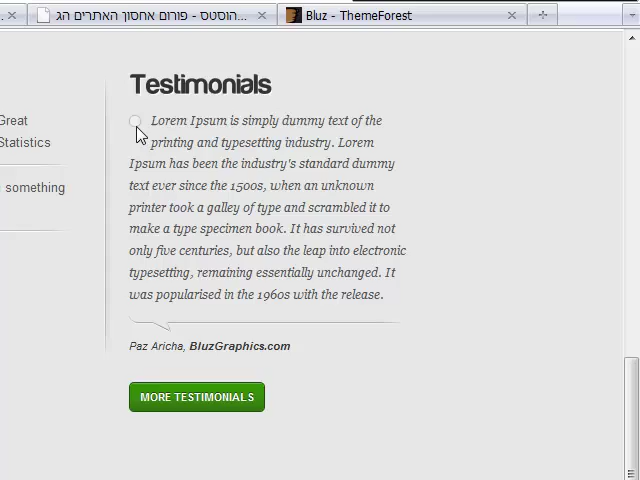 הוסטס - פורום אחסון האתרים הג...
Bluz - ThemeForest
Great
Statistics
something
Testimonials
Lorem Ipsum is simply dummy text of the
printing and typesetting industry. Lorem
Ipsum has been the industry's standard dummy
text ever since the 1500s, when an unknown
printer took a galley of type and scrambled it to
make a type specimen book. It has survived not
only five centuries, but also the leap into electronic
typesetting, remaining essentially unchanged. It
was popularised in the 1960s with the release.
Paz Aricha, BluzGraphics.com
MORE TESTIMONIALS